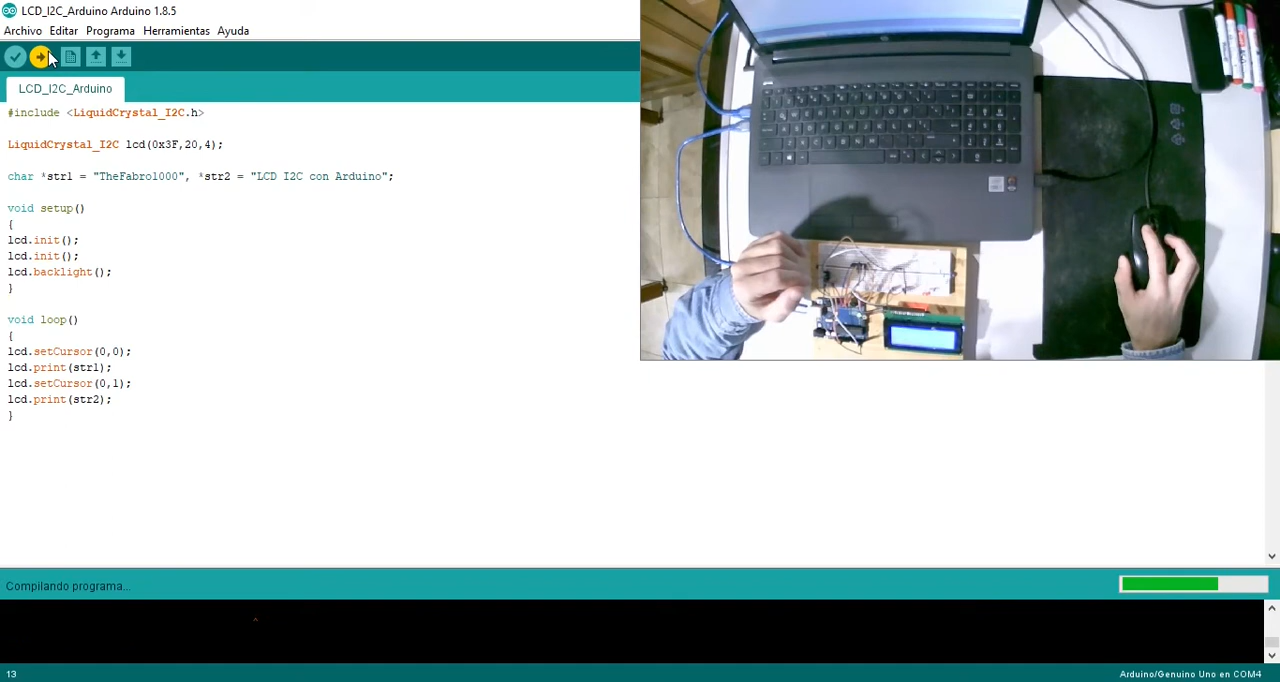 LCD_I2C_Arduino Arduino 1.8.5
Archivo Editar Programa Herramientas Ayuda
LCD_I2C_Arduino
#include <LiquidCrystal_I2C.h>
LiquidCrystal_I2C lcd(0x3F,20,4);
char *str1 = "TheFabro1000", *str2 = "LCD I2C con Arduino";
void setup()
{
lcd.init();
lcd.init();
lcd.backlight();
}
void loop()
{
lcd.setCursor(0,0);
lcd.print(str1);
lcd.setCursor(0,1);
lcd.print(str2);
}
Compilando programa...
^
13
Arduino/Genuino Uno en COM4